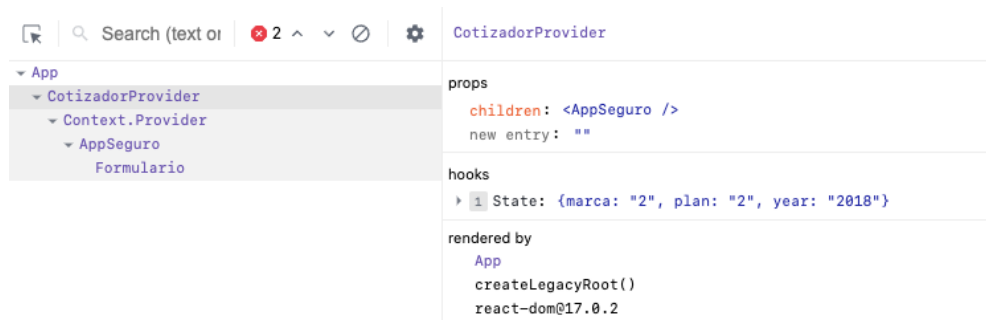 Search (text or
2
App
CotizadorProvider
Context.Provider
AppSeguro
Formulario
CotizadorProvider
props
children: <AppSeguro />
new entry: ""
hooks
1 State: {marca: "2", plan: "2", year: "2018"}
rendered by
App
createLegacyRoot()
react-dom@17.0.2